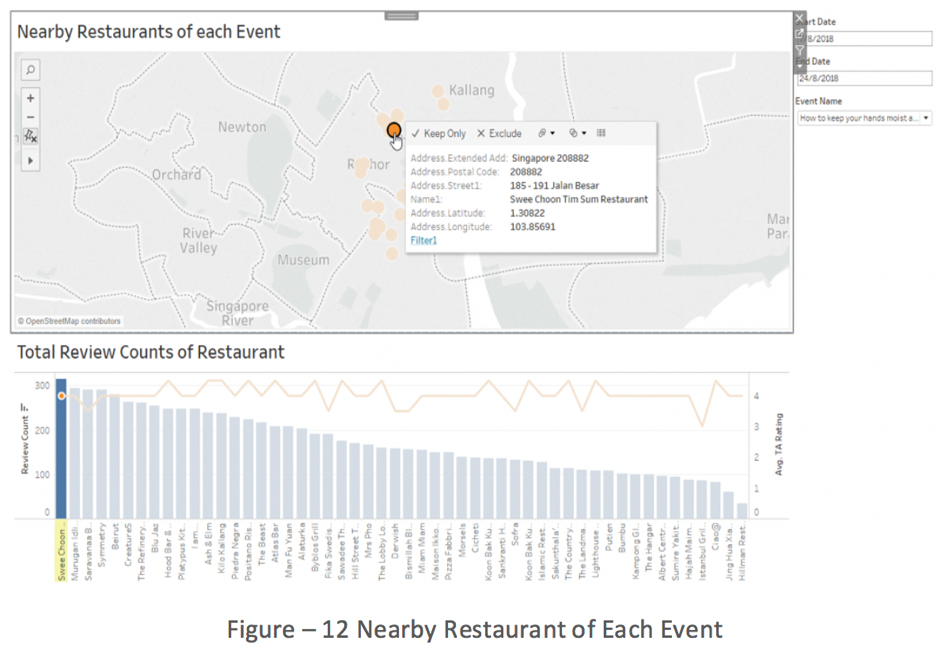 Nearby Restaurants of each Event
Start Date
/8/2018
End Date
24/8/2018
Event Name
How to keep your hands moist a...
Kallang
Newton
Orchard
River
Valley
Museum
Singapore
River
Mar
Par
© OpenStreetMap contributors
Keep Only
Exclude
Address.Extended Add: Singapore 208882
Address.Postal Code: 208882
Address.Street1: 185 - 191 Jalan Besar
Name1: Swee Choon Tim Sum Restaurant
Address.Latitude: 1.30822
Address.Longitude: 103.85691
Filter1
Total Review Counts of Restaurant
Review Count
300
200
100
0
4
3
2
1
0
Avg. TA Rating
Swee Choon ..
Murugan Idli..
Saravanaa B..
Symmetry
Beirut
CreatureS
The Refinery..
Blu Jaz
Hood Bar & ..
Platypus Kit..
I am..
Ash & Elm
Kilo Kallang
Piedra Negra
Positano Ris..
The Beast
Atlas Bar
Man Fu Yuan
Alaturka
Byblos Grill
Fika Swedis..
Sawadee Th..
Hill Street T..
Mrs Pho
The Lobby Lo..
Derwish
Bismillah Bi..
Miam Miam
Maison Ikko..
Pizza Fabbri..
Morsels
Cicheti
Koon Bak Ku..
Sankranti H..
Sofra
Koon Bak Ku..
Islamic Rest..
Sakunthala'..
The Country..
The Landma..
Lighthouse ..
Putien
Bumbu
Kampong Gl..
The Hangar
Albert Centr..
Sumire Yakit..
Hajah Maim..
Istanbul Gril..
Ciao@
Jing Hua Xia..
Hillman Rest..
Figure – 12 Nearby Restaurant of Each Event